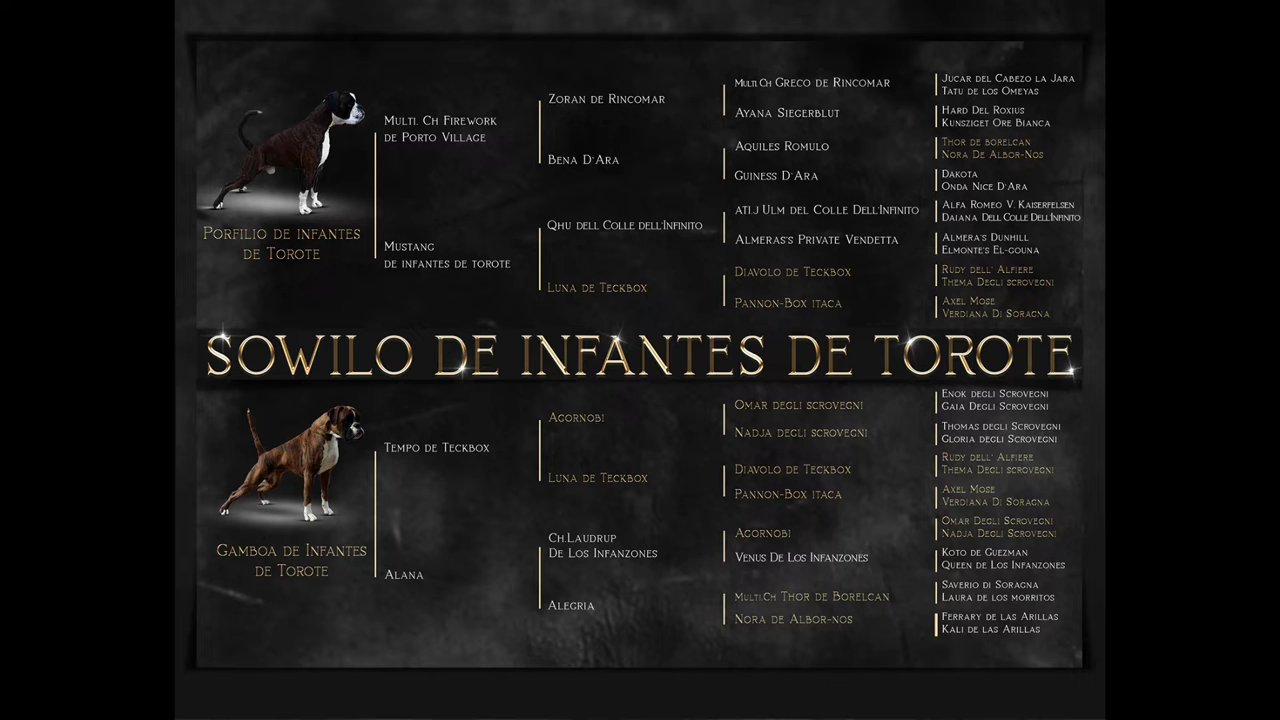 Porfilio de infantes
de Torote
Multi. Ch Firework
de Porto Village
Mustang
de infantes de torote
Zoran de Rincomar
Bena D'Ara
Qhu dell Colle dell'Infinito
Luna de Teckbox
Multi.Ch Greco de Rincomar
Ayana Siegerblut
Aquiles Romulo
Guiness D'Ara
ATI.J Ulm del Colle Dell'Infinito
Almeras's Private Vendetta
Diavolo de Teckbox
Pannon-Box itaca
Jucar del Cabezo la Jara
Tatu de los Omeyas
Hard Del Roxius
Kunsziget Ore Bianca
Thor de borelcan
Nora De Albor-Nos
Dakota
Onda Nice D'Ara
Alfa Romeo V. Kaiserfelsen
Daiana Dell Colle Dell'Infinito
Almera's Dunhill
Elmonte's El-gouna
Rudy dell' Alfiere
Thema Degli scrovegni
Axel Mose
Verdiana Di Soragna
SOWILO DE INFANTES DE TOROTE
Gamboa de Infantes
de Torote
Tempo de Teckbox
Alana
Agornobi
Luna de Teckbox
Ch.Laudrup
De Los Infanzones
Alegria
Omar degli scrovegni
Nadja degli scrovegni
Diavolo de Teckbox
Pannon-Box itaca
Agornobi
Venus De Los Infanzones
Multi.Ch Thor de Borelcan
Nora de Albor-nos
Enok degli Scrovegni
Gaia Degli Scrovegni
Thomas degli Scrovegni
Gloria degli Scrovegni
Rudy dell' Alfiere
Thema Degli scrovegni
Axel Mose
Verdiana Di Soragna
Omar Degli Scrovegni
Nadja Degli Scrovegni
Koto de Guezman
Queen de Los Infanzones
Saverio di Soragna
Laura de los morritos
Ferrary de las Arillas
Kali de las Arillas